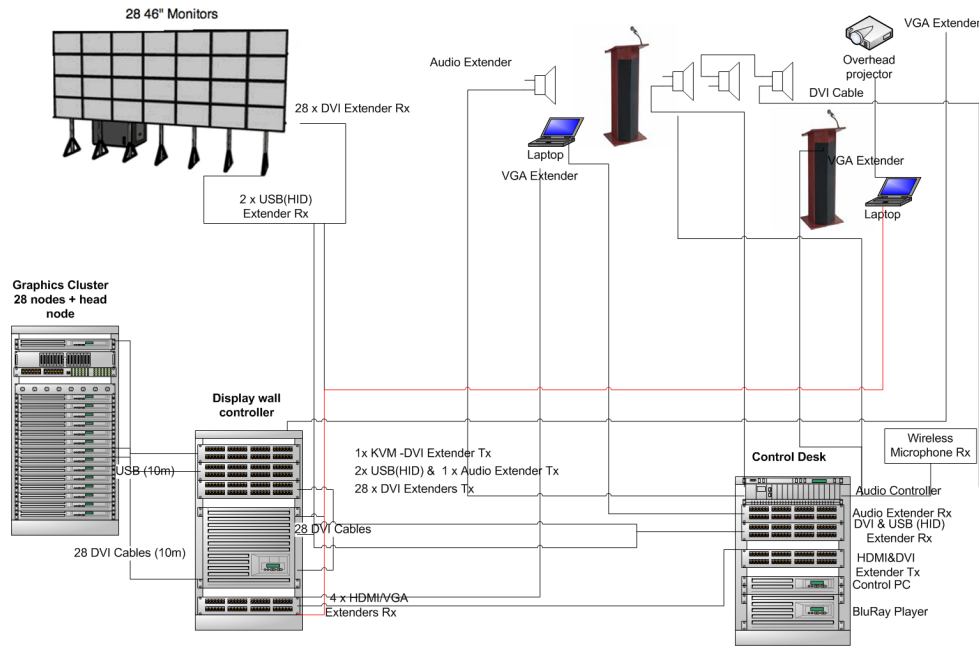 28 46" Monitors
VGA Extender
Audio Extender
Overhead
projector
28 x DVI Extender Rx
DVI Cable
Laptop
VGA Extender
VGA Extender
Laptop
2 x USB(HID)
Extender Rx
Graphics Cluster
28 nodes + head
node
Display wall
controller
1x KVM -DVI Extender Tx
2x USB(HID) & 1 x Audio Extender Tx
28 x DVI Extenders Tx
USB (10m)
28 DVI Cables
28 DVI Cables (10m)
4 x HDMI/VGA
Extenders Rx
Control Desk
Wireless
Microphone Rx
Audio Controller
Audio Extender Rx
DVI & USB (HID)
Extender Rx
HDMI&DVI
Extender Tx
Control PC
BluRay Player